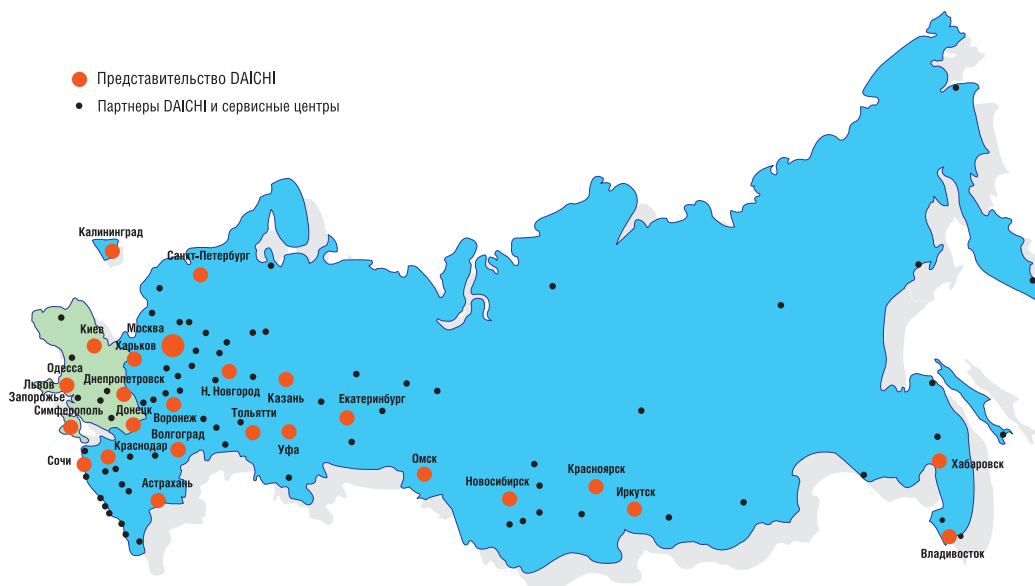 Представительство DAICHI
Партнеры DAICHI и сервисные центры
Калининград
Санкт-Петербург
Киев
Москва
Харьков
Одесса
Львов
Днепропетровск
Запорожье
Симферополь
Донецк
Н. Новгород
Казань
Екатеринбург
Воронеж
Тольятти
Волгоград
Уфа
Краснодар
Сочи
Астрахань
Омск
Новосибирск
Красноярск
Иркутск
Хабаровск
Владивосток